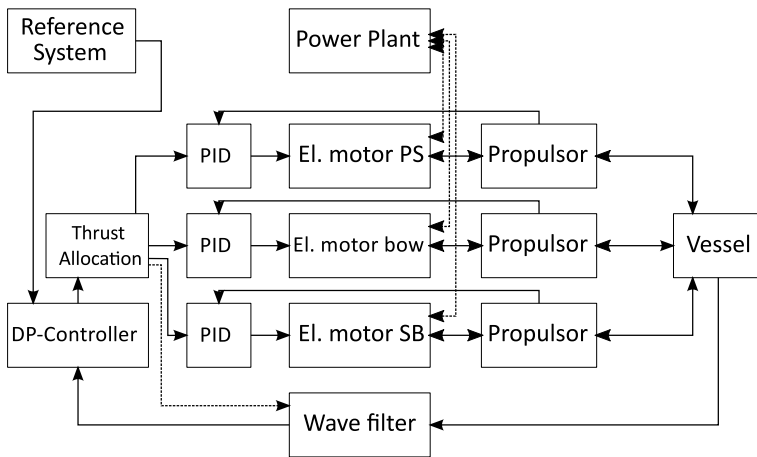 Reference
System
Power Plant
PID
El. motor PS
Propulsor
Thrust
Allocation
PID
El. motor bow
Propulsor
Vessel
DP-Controller
PID
El. motor SB
Propulsor
Wave filter